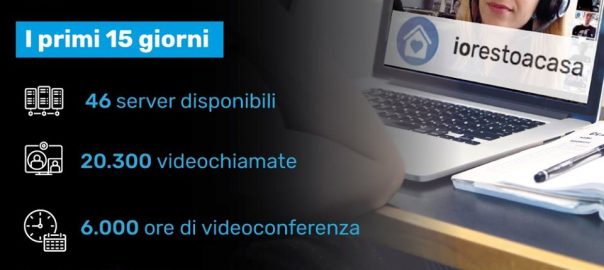 I primi 15 giorni
46 server disponibili
20.300 videochiamate
6.000 ore di videoconferenza
iorestoacasa